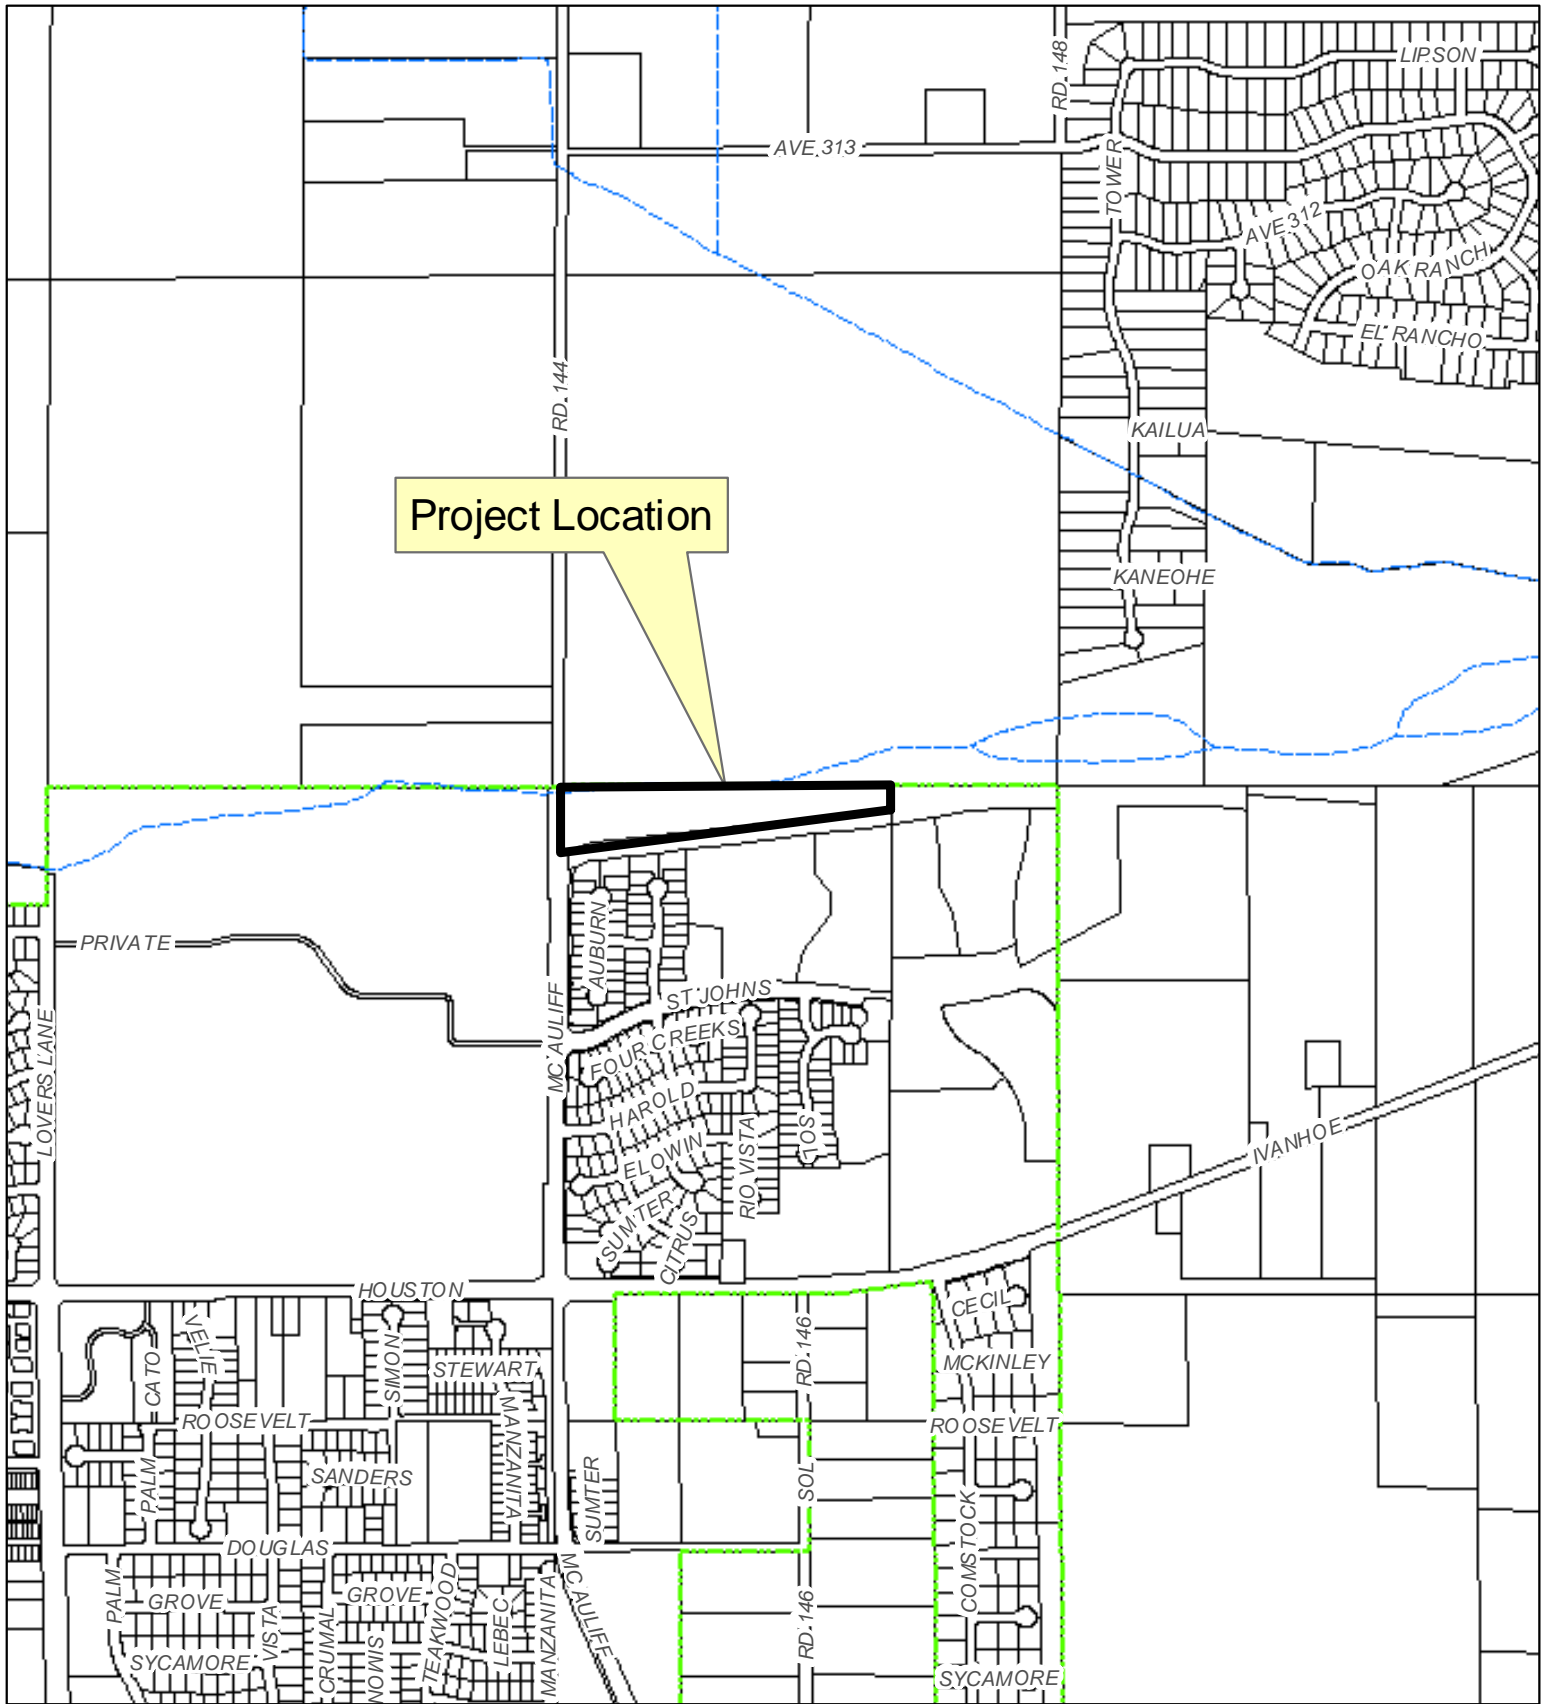 LIPSON
RD 148
AVE 313
TOWER
AVE 312
OAK RANCH
EL RANCHO
RD 144
KAILUA
Project Location
KANEOHE
PRIVATE
AUBURN
ST JOHNS
LOVERS LANE
MC AULIFF
FOUR CREEKS
HAROLD
ELOWIN
RIO VISTA
LOS
IVANHOE
SUMTER
CITRUS
HOUSTON
CECIL
VELIE
CATO
SIMON
STEWART
RD 146
MCKINLEY
MANZANITA
ROOSEVELT
ROOSEVELT
PALM
SANDERS
SUMTER
SOL
COMSTOCK
DOUGLAS
PALM
GROVE
VISTA
CRUMAL
GROVE
NOMIS
TEAKWOOD
LEBEC
MANZANITA
MC AULIFF
RD 146
SYCAMORE
SYCAMORE